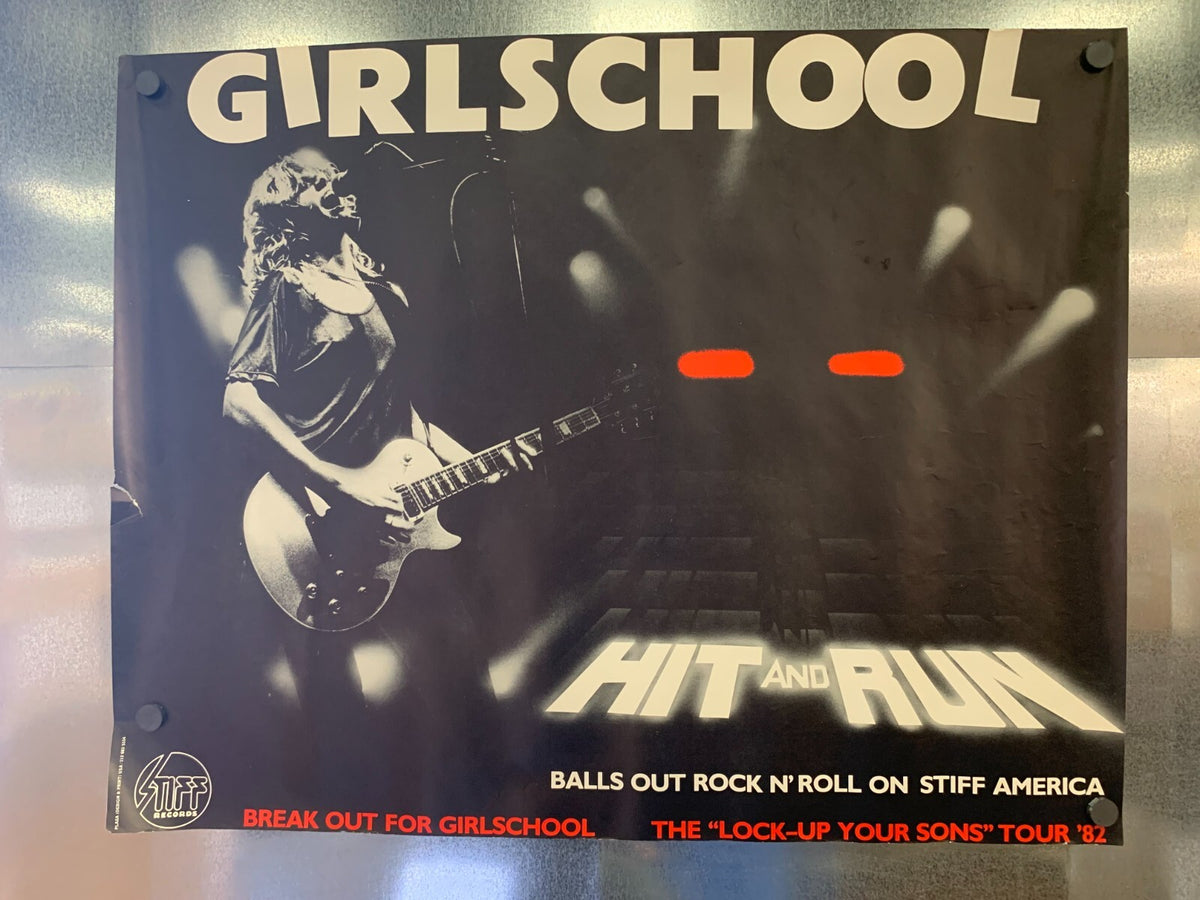 GIRLSCHOOL
HIT AND RUN
BALLS OUT ROCK N' ROLL ON STIFF AMERICA
STIFF
RECORDS
BREAK OUT FOR GIRLSCHOOL
THE "LOCK-UP YOUR SONS" TOUR '82